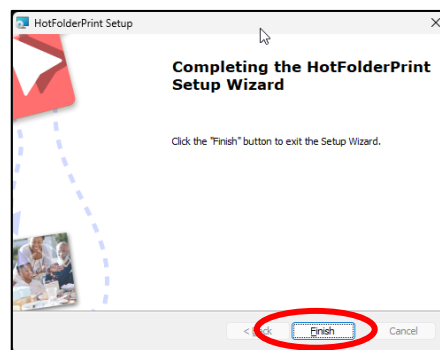 HotFolderPrint Setup
Completing the HotFolderPrint
Setup Wizard
Click the "Finish" button to exit the Setup Wizard.
< Finish Cancel